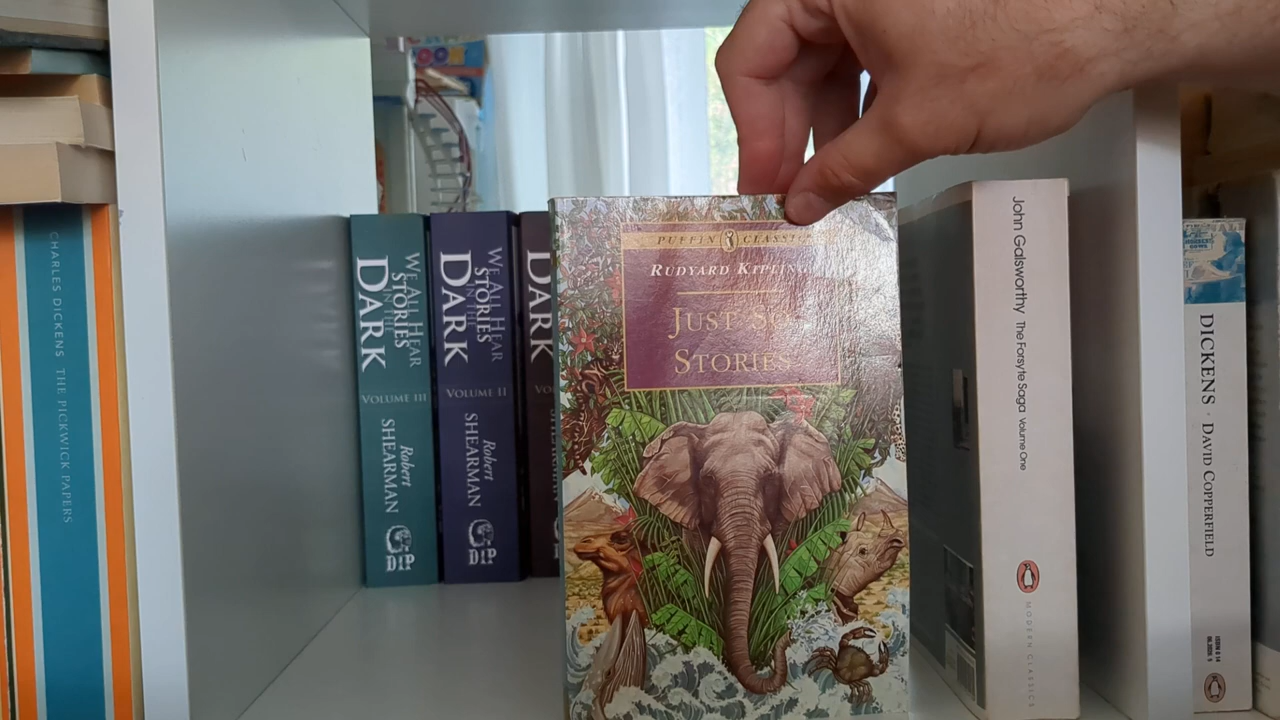 CHARLES DICKENS THE PICKWICK PAPERS
WE ALL HEAR
STORIES
IN THE
DARK
VOLUME III
Robert
SHEARMAN
DIP
WE ALL HEAR
STORIES
IN THE
DARK
VOLUME II
Robert
SHEARMAN
DIP
DARK
PUFFIN CLASSICS
RUDYARD KIPLING
JUST SO
STORIES
John Galsworthy The Forsyte Saga Volume One
MODERN CLASSICS
DICKENS · DAVID COPPERFIELD